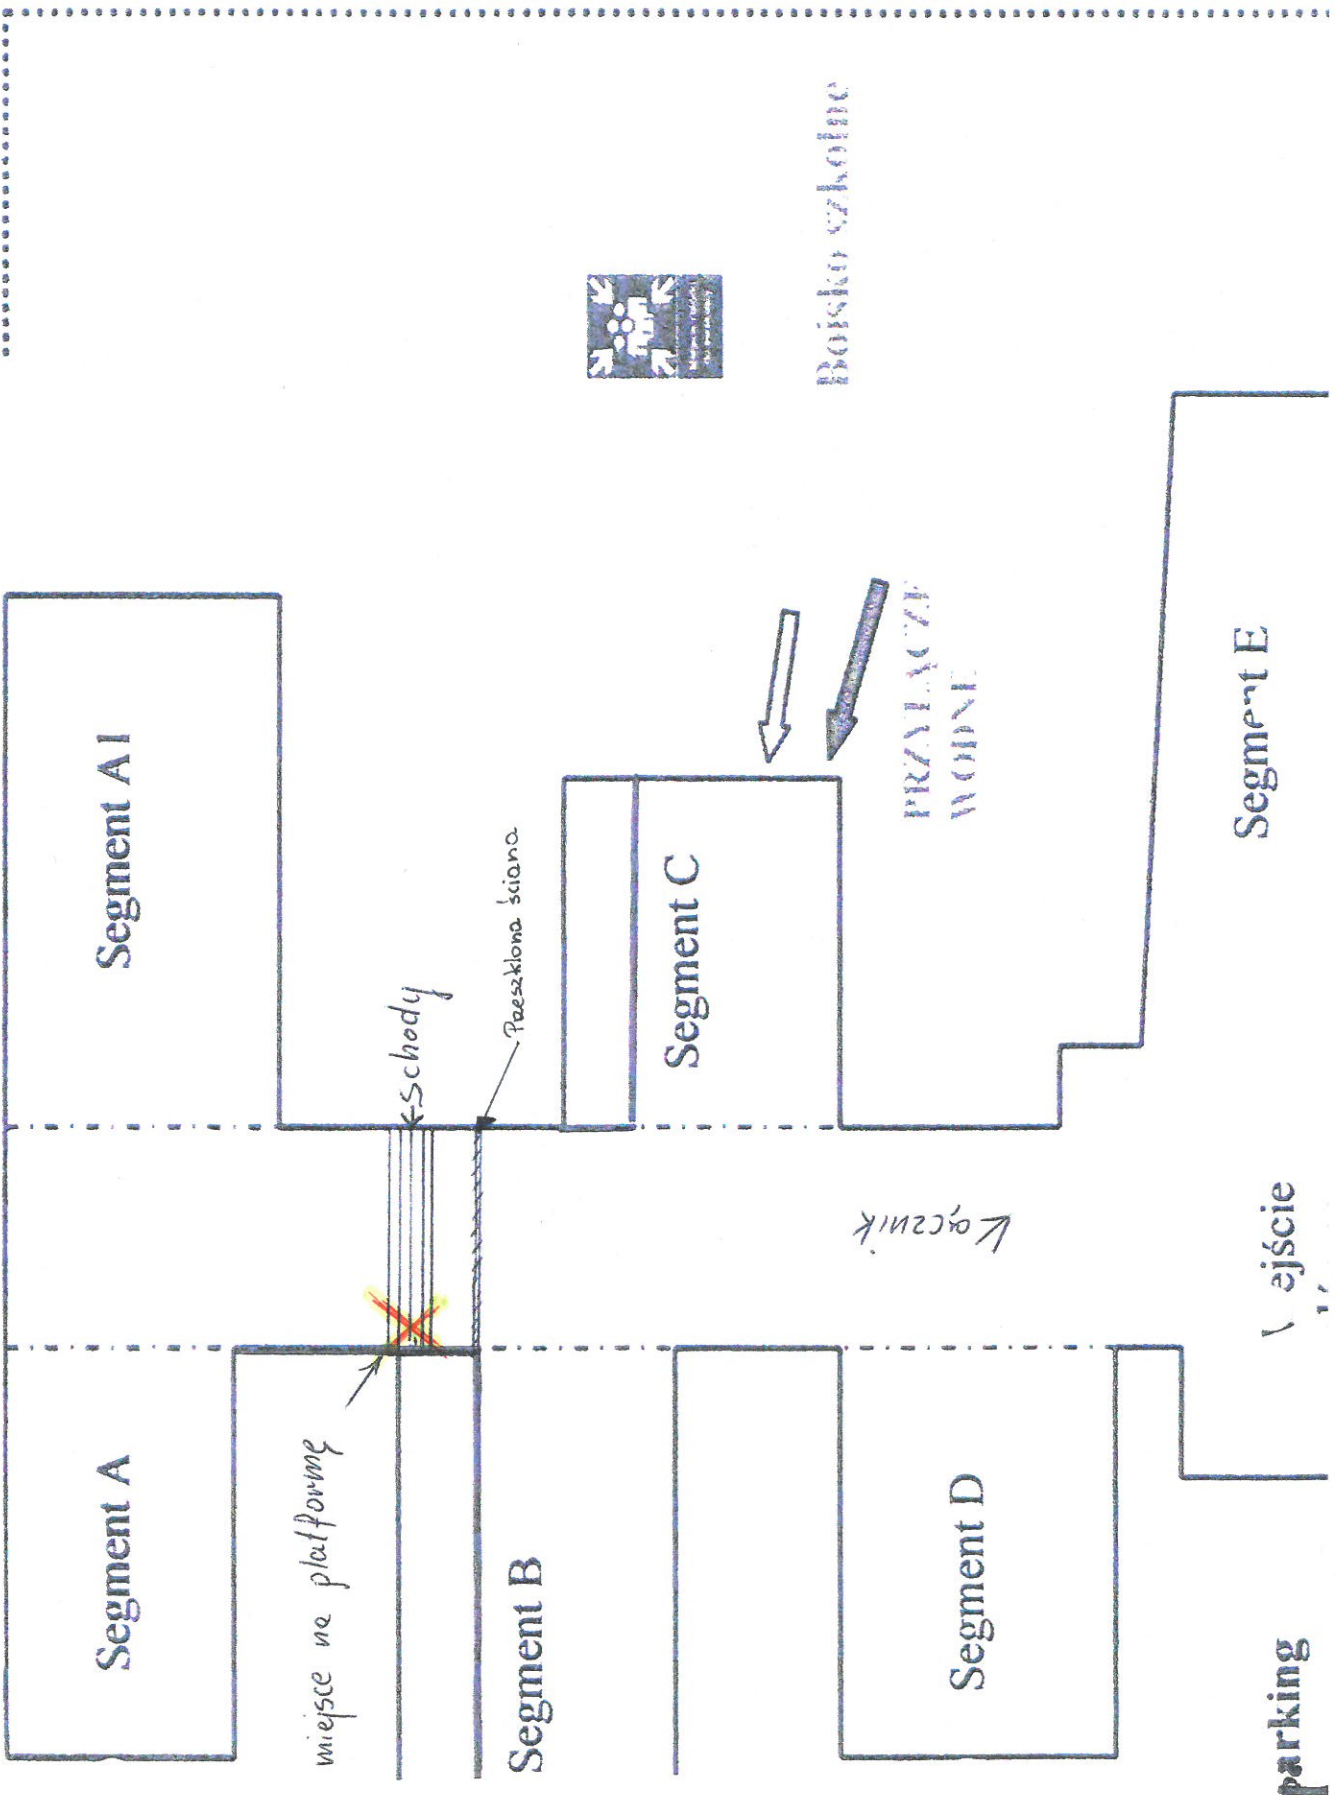 Segment A
Segment A1
miejsce na platformę
←schody
Przeszklona ściana
Segment B
Segment C
Boisko szkolne
PRZYŁĄCZE
WODNE
Łącznik
Segment D
Segment E
ejście
parking